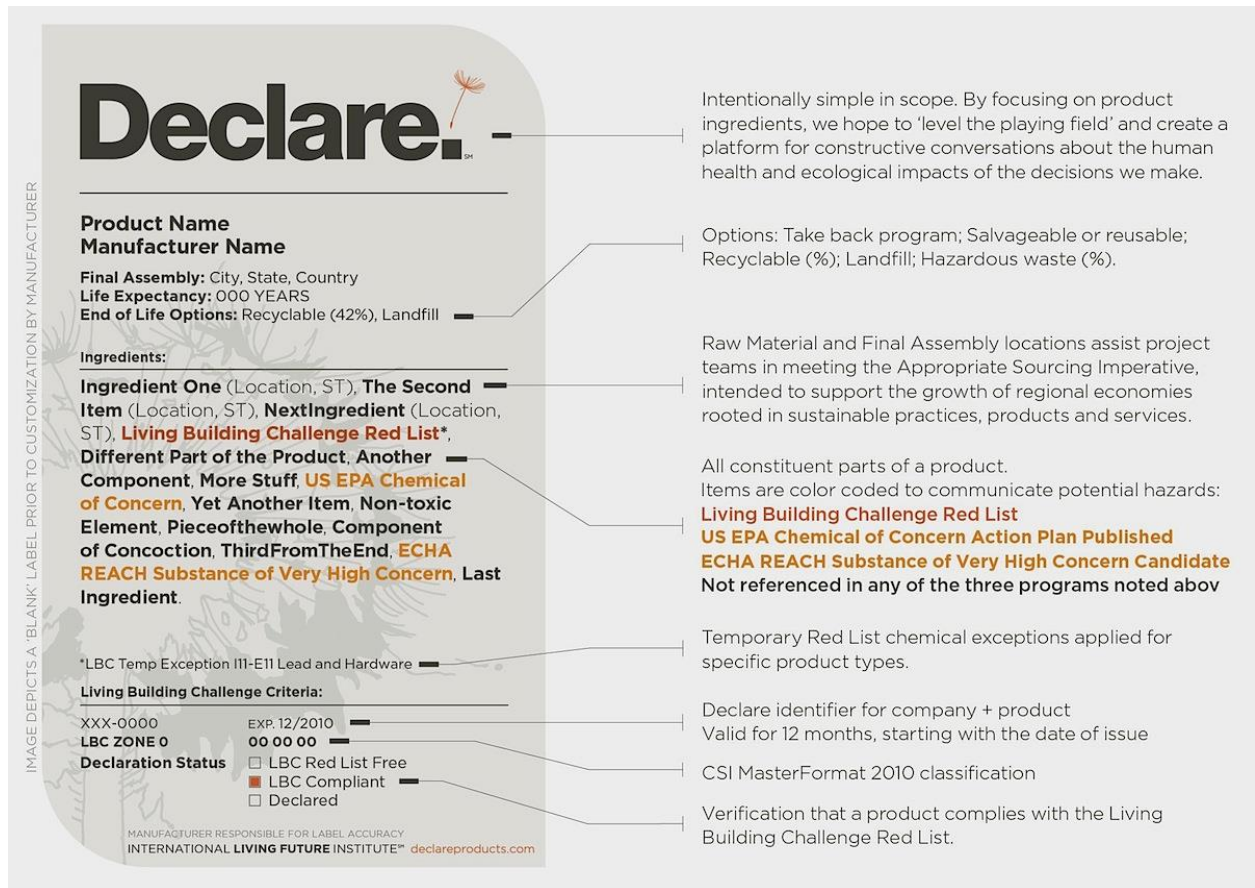 Declare.
SM
Product Name
Manufacturer Name
Final Assembly: City, State, Country
Life Expectancy: 000 YEARS
End of Life Options: Recyclable (42%), Landfill
Ingredients:
Ingredient One (Location, ST), The Second
Item (Location, ST), NextIngredient (Location,
ST), Living Building Challenge Red List*,
Different Part of the Product, Another
Component, More Stuff, US EPA Chemical
of Concern, Yet Another Item, Non-toxic
Element, Pieceofthewhole, Component
of Concoction, ThirdFromTheEnd, ECHA
REACH Substance of Very High Concern, Last
Ingredient.
*LBC Temp Exception I11-E11 Lead and Hardware
Living Building Challenge Criteria:
XXX-0000 EXP. 12/2010
LBC ZONE 0 00 00 00
Declaration Status LBC Red List Free
LBC Compliant
Declared
MANUFACTURER RESPONSIBLE FOR LABEL ACCURACY
INTERNATIONAL LIVING FUTURE INSTITUTE℠ declareproducts.com
IMAGE DEPICTS A 'BLANK' LABEL PRIOR TO CUSTOMIZATION BY MANUFACTURER
Intentionally simple in scope. By focusing on product
ingredients, we hope to ‘level the playing field’ and create a
platform for constructive conversations about the human
health and ecological impacts of the decisions we make.
Options: Take back program; Salvageable or reusable;
Recyclable (%); Landfill; Hazardous waste (%).
Raw Material and Final Assembly locations assist project
teams in meeting the Appropriate Sourcing Imperative,
intended to support the growth of regional economies
rooted in sustainable practices, products and services.
All constituent parts of a product.
Items are color coded to communicate potential hazards:
Living Building Challenge Red List
US EPA Chemical of Concern Action Plan Published
ECHA REACH Substance of Very High Concern Candidate
Not referenced in any of the three programs noted abov
Temporary Red List chemical exceptions applied for
specific product types.
Declare identifier for company + product
Valid for 12 months, starting with the date of issue
CSI MasterFormat 2010 classification
Verification that a product complies with the Living
Building Challenge Red List.